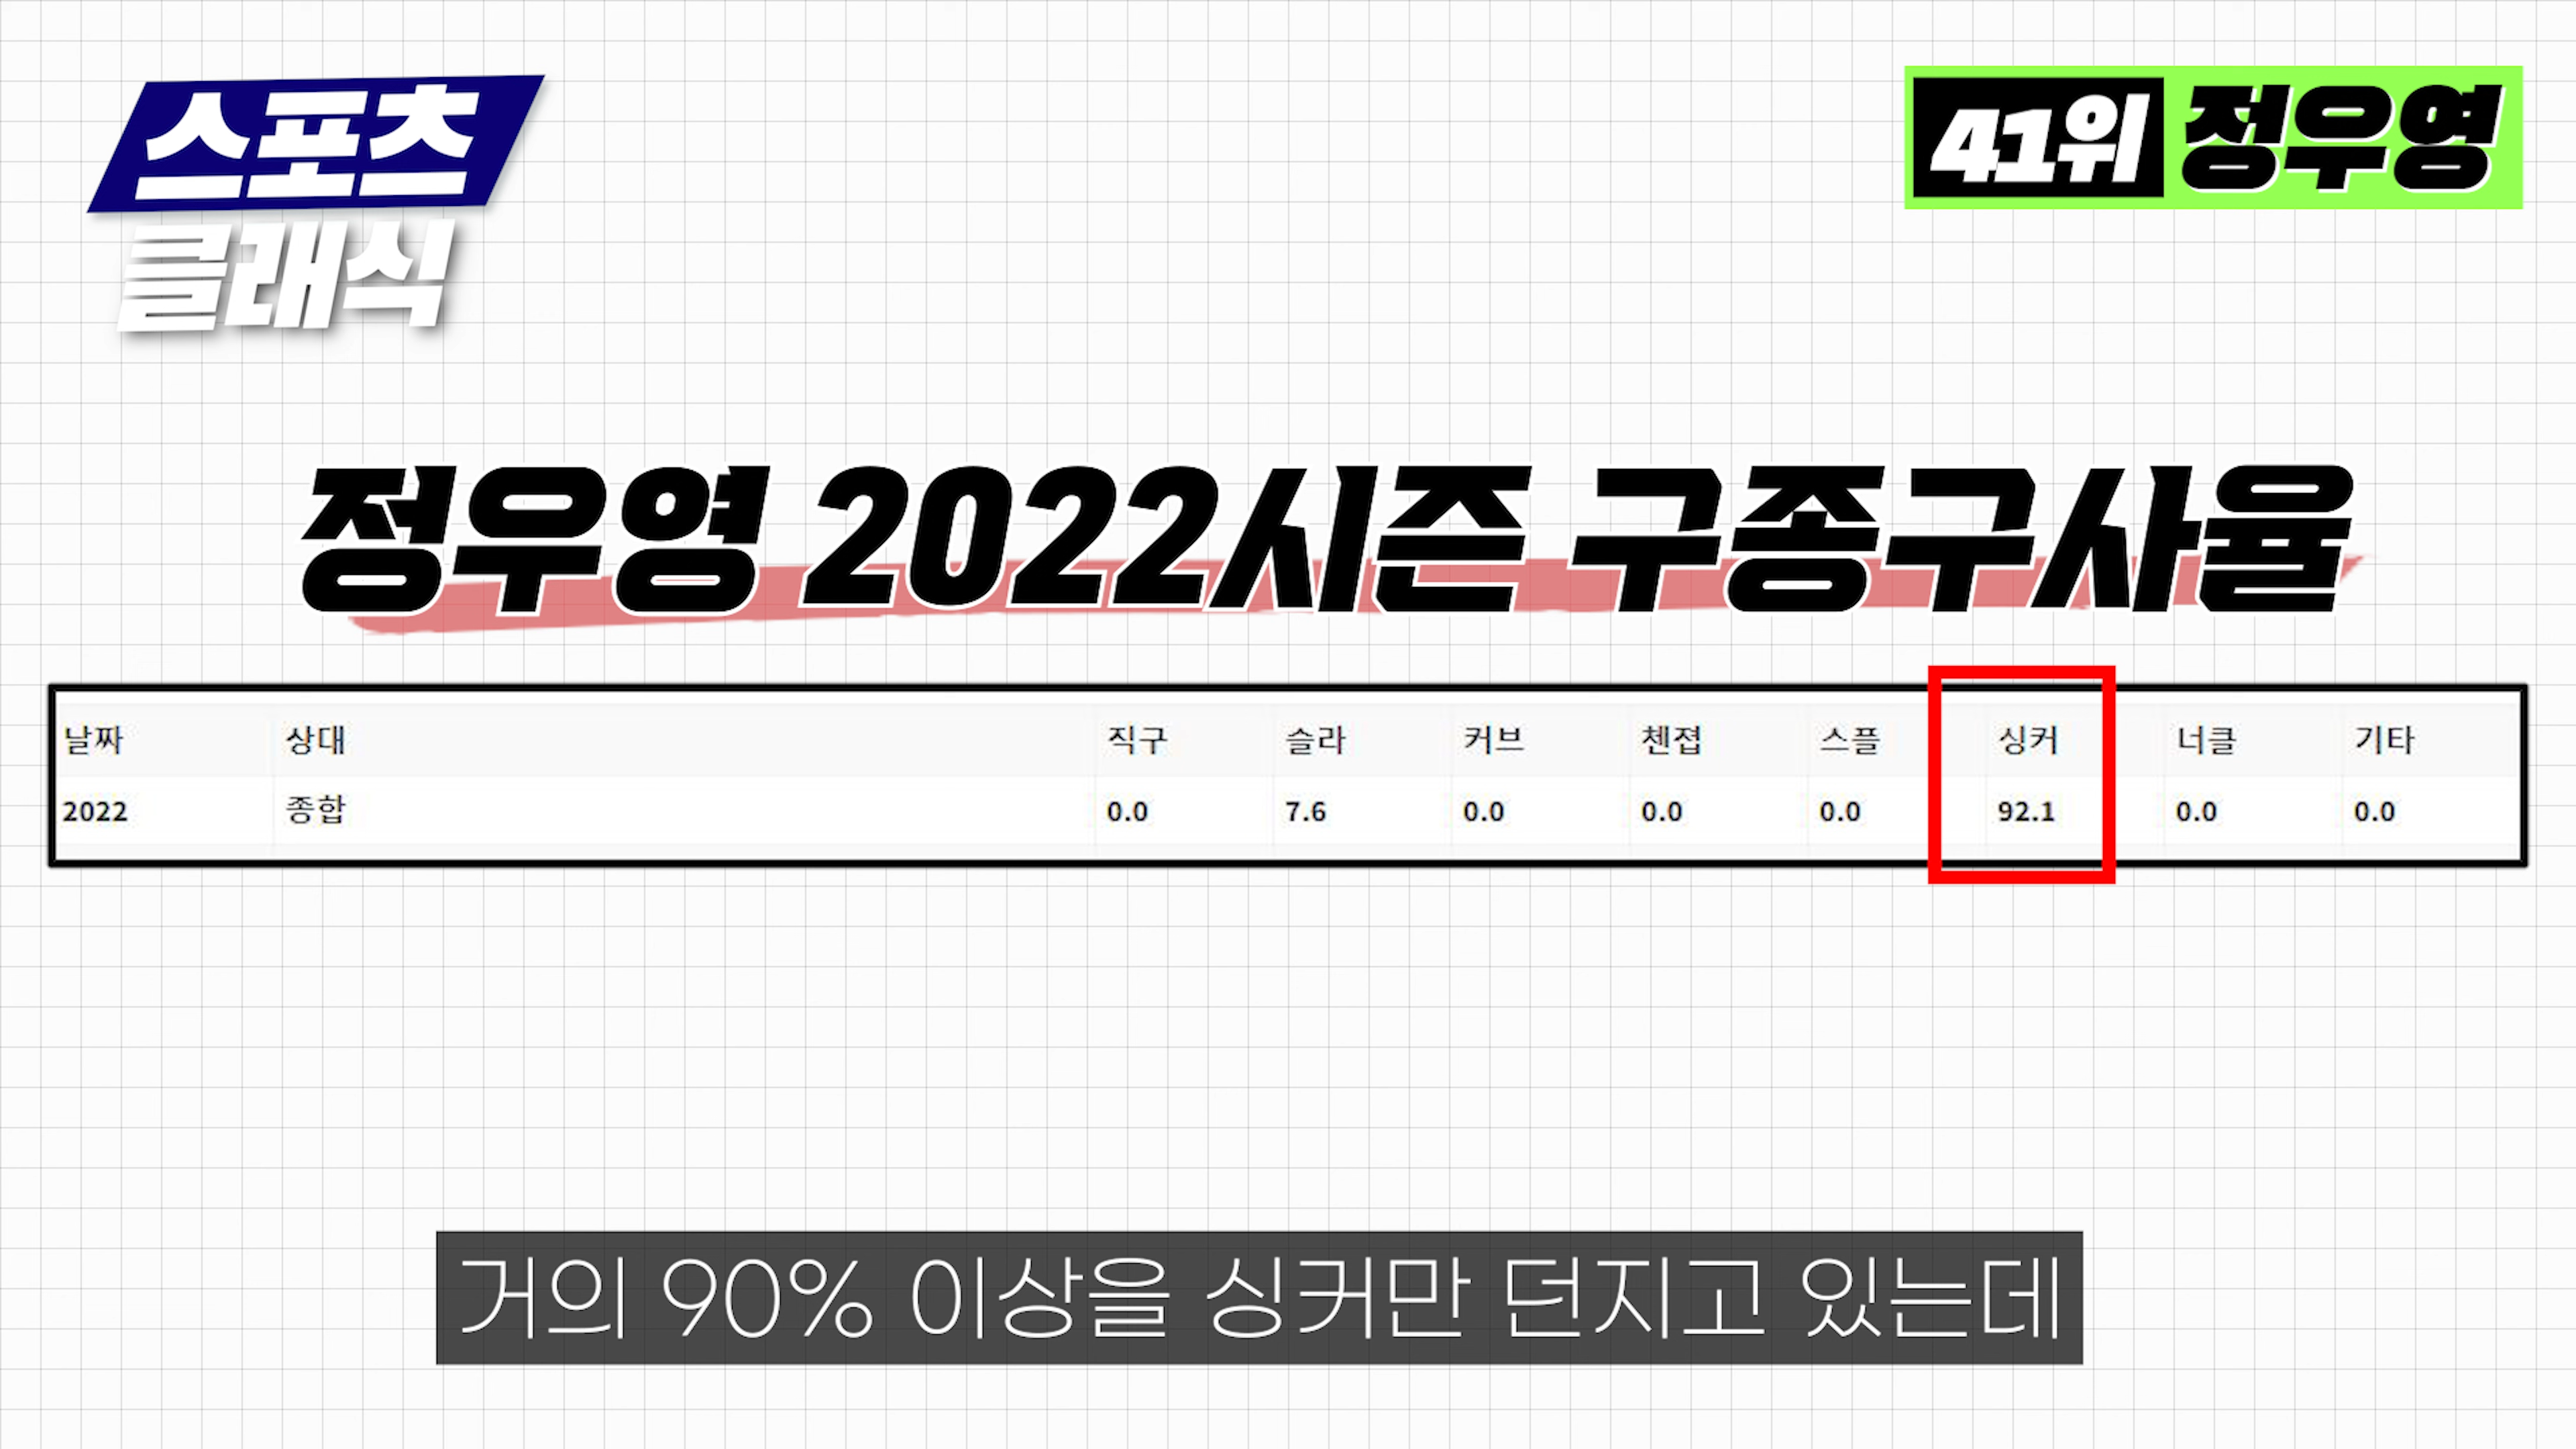 스포츠
클래식
41위 정우영
정우영 2022시즌 구종구사율
날짜 상대 직구 슬라 커브 첸졉 스플 싱커 너클 기타
2022 종합 0.0 7.6 0.0 0.0 0.0 92.1 0.0 0.0
거의 90% 이상을 싱커만 던지고 있는데